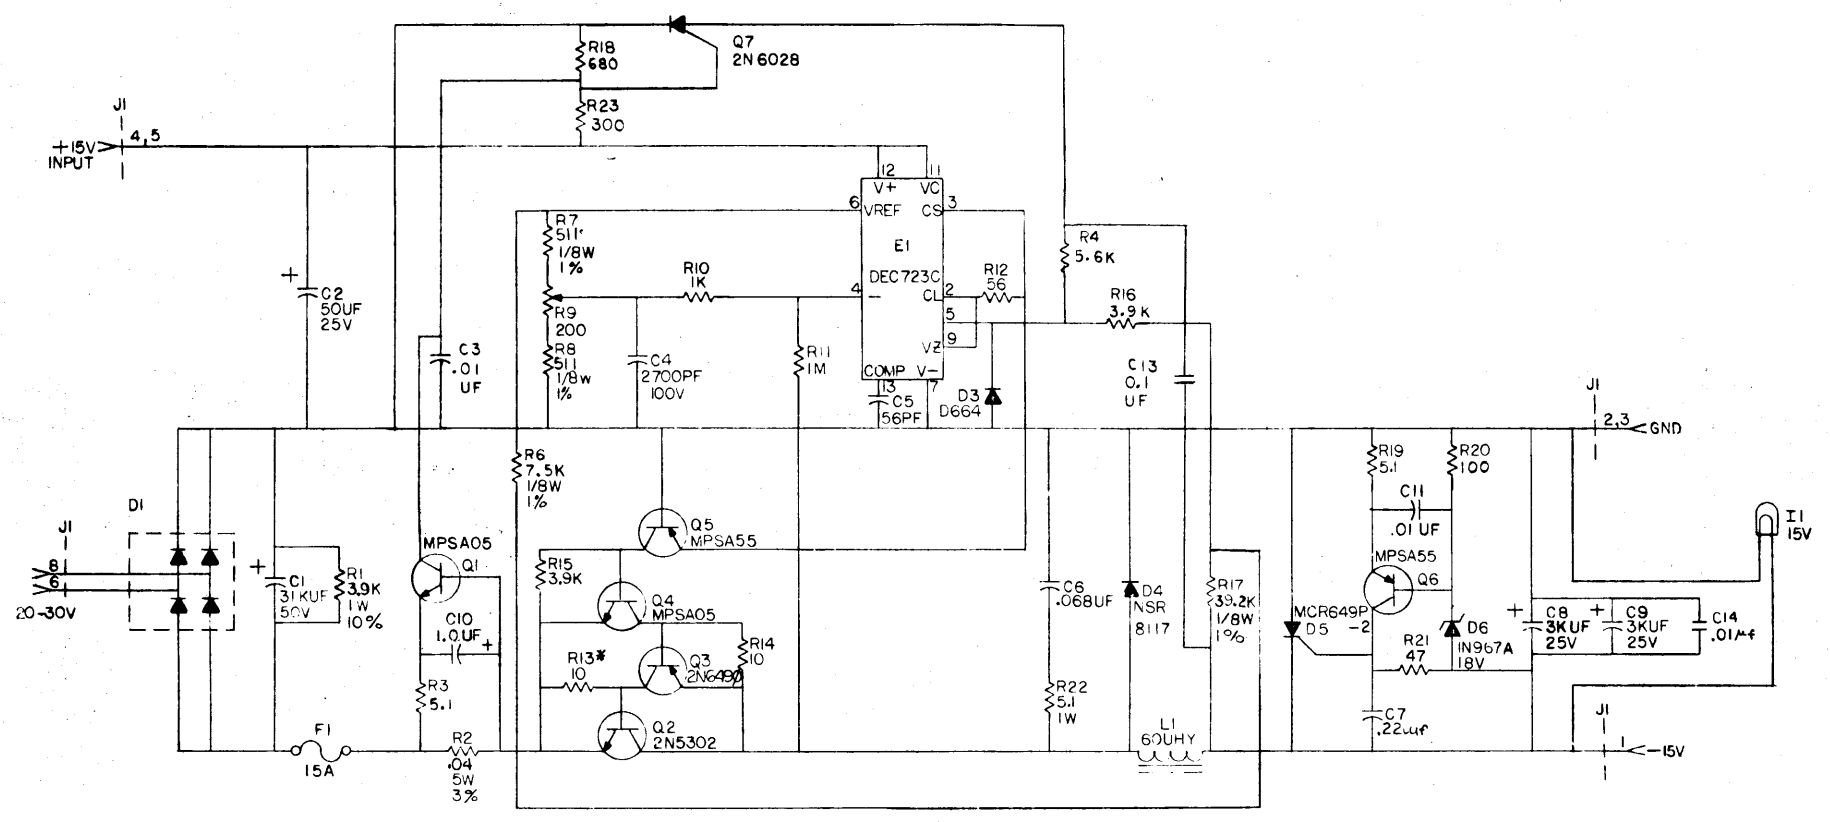 R18
680
Q7
2N6028
J1
4,5
+15V
INPUT
R23
300
12
11
V+
VC
6
VREF
CS
3
R7
511
1/8W
1%
E1
R4
5.6K
+
C2
50UF
25V
R10
1K
DEC723C
4
—
CL
2
R12
56
R9
200
5
R16
3.9K
R8
511
1/8W
1%
C3
.01
UF
C4
2700PF
100V
R11
1M
VZ
9
COMP
V-
13
7
C5
56PF
D3
D664
C13
0.1
UF
J1
2,3
GND
R6
7.5K
1/8W
1%
R19
5.1
R20
100
D1
J1
8
6
20-30V
+
C1
31KUF
50V
R1
3.9K
1W
10%
MPSA05
Q1
C10
1.0UF
+
Q5
MPSA55
R15
3.9K
Q4
MPSA05
R13*
10
Q3
2N6490
R14
10
C6
.068UF
D4
NSR
8117
R17
39.2K
1/8W
1%
C11
.01UF
MPSA55
Q6
MCR649P
-2
D5
R21
47
D6
1N967A
18V
+
C8
3KUF
25V
+
C9
3KUF
25V
C14
.01µf
I1
15V
R3
5.1
R22
5.1
1W
C7
.22uf
F1
15A
R2
.04
5W
3%
Q2
2N5302
L1
60UHY
J1
1
-15V